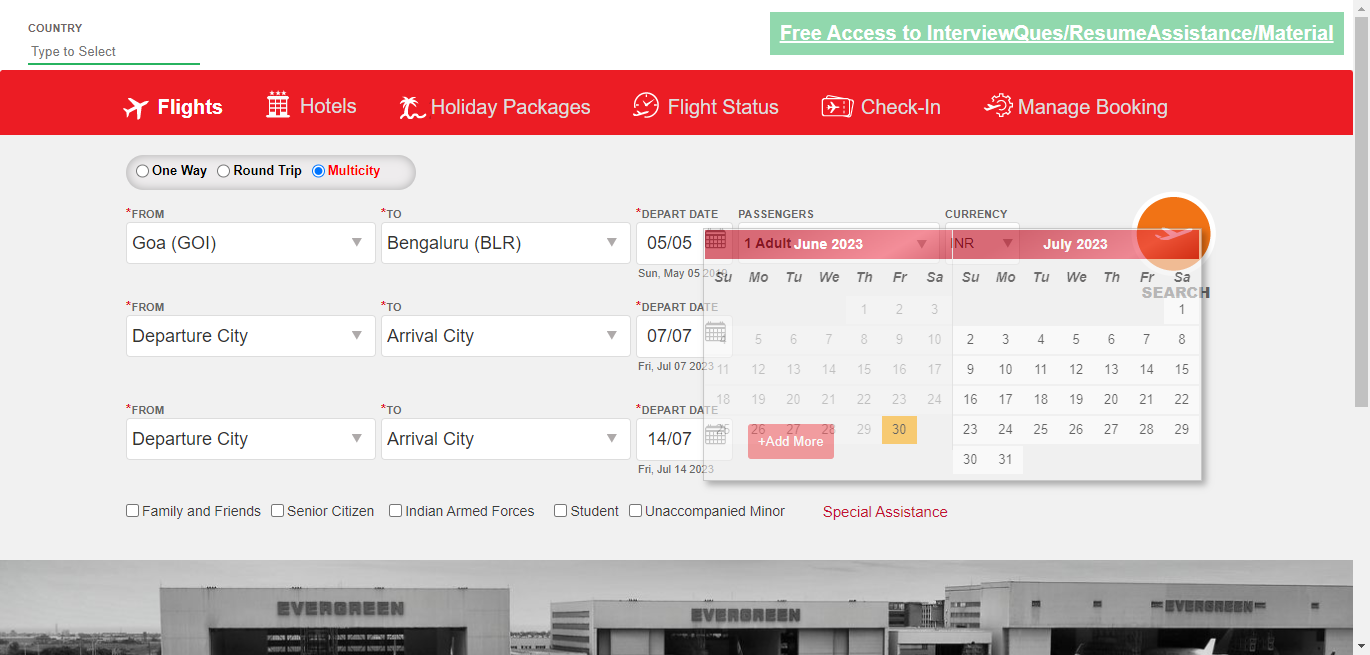 COUNTRY
Type to Select
Free Access to InterviewQues/ResumeAssistance/Material
Flights
Hotels
Holiday Packages
Flight Status
Check-In
Manage Booking
One Way
Round Trip
Multicity
*FROM
*TO
*DEPART DATE
PASSENGERS
CURRENCY
Goa (GOI)
Bengaluru (BLR)
05/05
1 Adult
INR
Sun, May 05 2019
SEARCH
June 2023
July 2023
Su Mo Tu We Th Fr Sa
Su Mo Tu We Th Fr Sa
1 2 3
1
5 6 7 8 9 10
2 3 4 5 6 7 8
11 12 13 14 15 16 17
9 10 11 12 13 14 15
18 19 20 21 22 23 24
16 17 18 19 20 21 22
25 26 27 28 29 30
23 24 25 26 27 28 29
30 31
*FROM
*TO
*DEPART DATE
Departure City
Arrival City
07/07
Fri, Jul 07 2023
*FROM
*TO
*DEPART DATE
Departure City
Arrival City
14/07
+Add More
Fri, Jul 14 2023
Family and Friends
Senior Citizen
Indian Armed Forces
Student
Unaccompanied Minor
Special Assistance
EVERGREEN
EVERGREEN
EVERGREEN